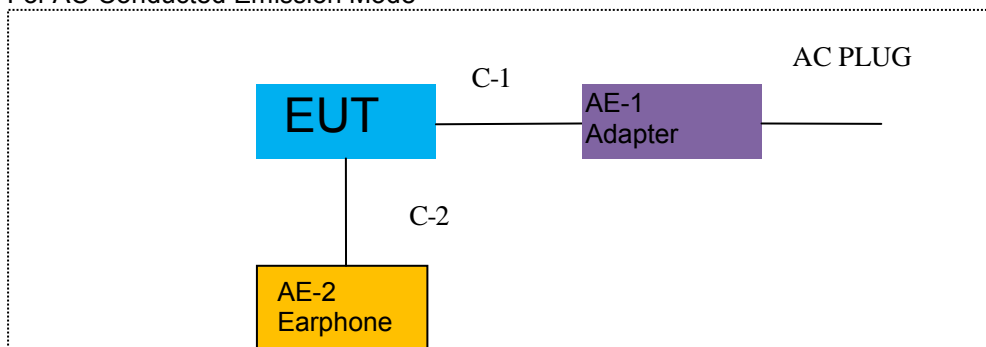 For AC Conducted Emission Mode
AC PLUG
C-1
EUT
AE-1
Adapter
C-2
AE-2
Earphone